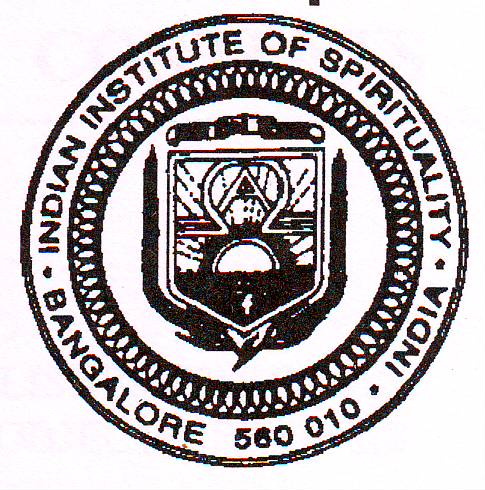 • INDIAN INSTITUTE OF SPIRITUALITY •
BANGALORE 560 010 • INDIA